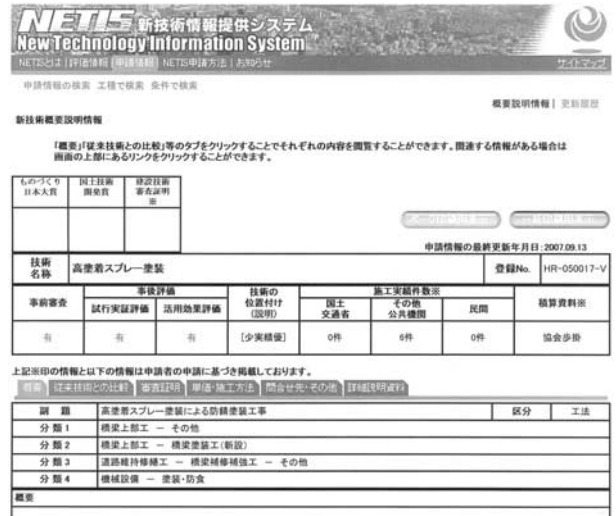 NETIS 新技術情報提供システム
New Technology Information System
NETISとは | 評価情報 | 申請情報 | NETIS申請方法 | お知らせ サイトマップ
申請情報の検索 工種で検索 条件で検索
概要説明情報 | 更新履歴
新技術概要説明情報
「概要」「従来技術との比較」等のタブをクリックすることでそれぞれの内容を閲覧することができます。関連する情報がある場合は
画面の上部にあるリンクをクリックすることができます。
ものづくり 国土技術 建設技術
日本大賞 開発賞 審査証明
※
申請情報の最終更新年月日:2007.09.13
技術
名称 高塗着スプレー塗装 登録No. HR-050017-V
事前審査 事後評価 技術の 施工実績件数※ 積算資料※
試行実証評価 活用効果評価 位置付け 国土 その他 民間
(説明) 交通省 公共機関
有 有 有 [少実績優] 0件 6件 0件 協会歩掛
上記※印の情報と以下の情報は申請者の申請に基づき掲載しております。
概要 従来技術との比較 審査証明 単価・施工方法 問合せ先・その他 詳細説明資料
副 題 高塗着スプレー塗装による防錆塗装工事 区分 工法
分 類 1 橋梁上部工 － その他
分 類 2 橋梁上部工 － 橋梁塗装工(新設)
分 類 3 道路維持修繕工 － 橋梁補修補強工 － その他
分 類 4 機械設備 － 塗装・防食
概要